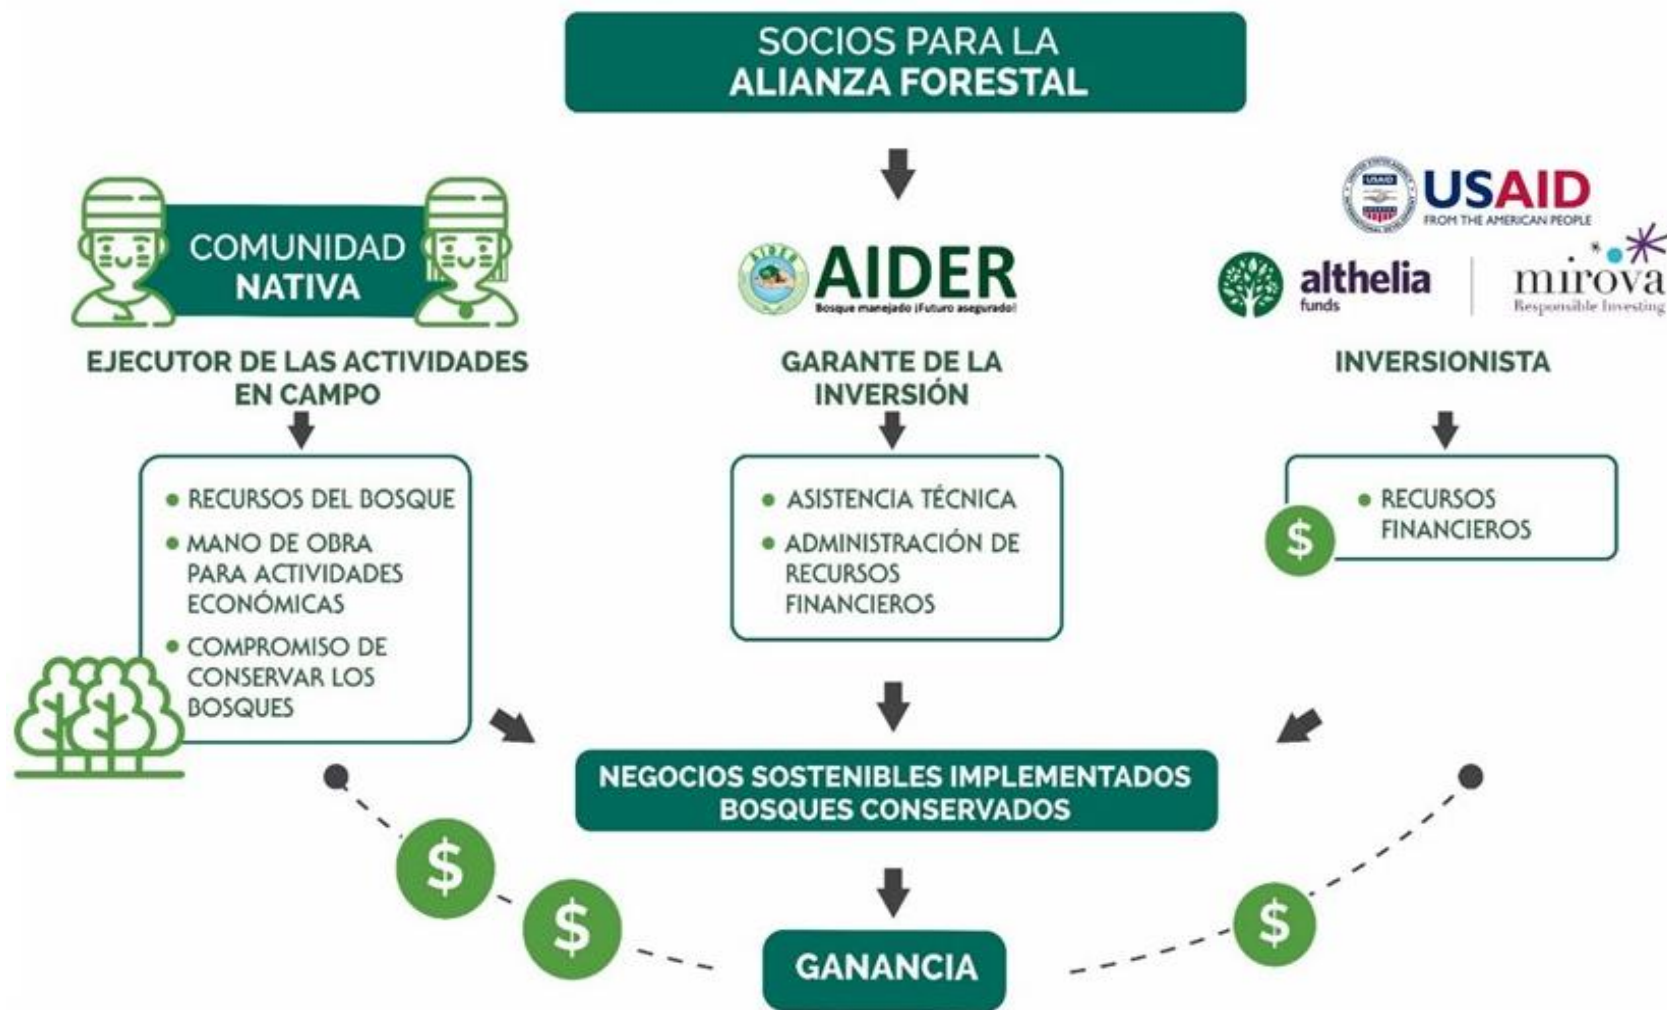 SOCIOS PARA LA
ALIANZA FORESTAL
COMUNIDAD
NATIVA
EJECUTOR DE LAS ACTIVIDADES
EN CAMPO
RECURSOS DEL BOSQUE
MANO DE OBRA
PARA ACTIVIDADES
ECONÓMICAS
COMPROMISO DE
CONSERVAR LOS
BOSQUES
AIDER
AIDER
Bosque manejado ¡Futuro asegurado!
GARANTE DE LA
INVERSIÓN
ASISTENCIA TÉCNICA
ADMINISTRACIÓN DE
RECURSOS
FINANCIEROS
USAID
USAID
FROM THE AMERICAN PEOPLE
althelia
funds
mirova
Responsible Investing
INVERSIONISTA
$
RECURSOS
FINANCIEROS
NEGOCIOS SOSTENIBLES IMPLEMENTADOS
BOSQUES CONSERVADOS
$
$
$
GANANCIA